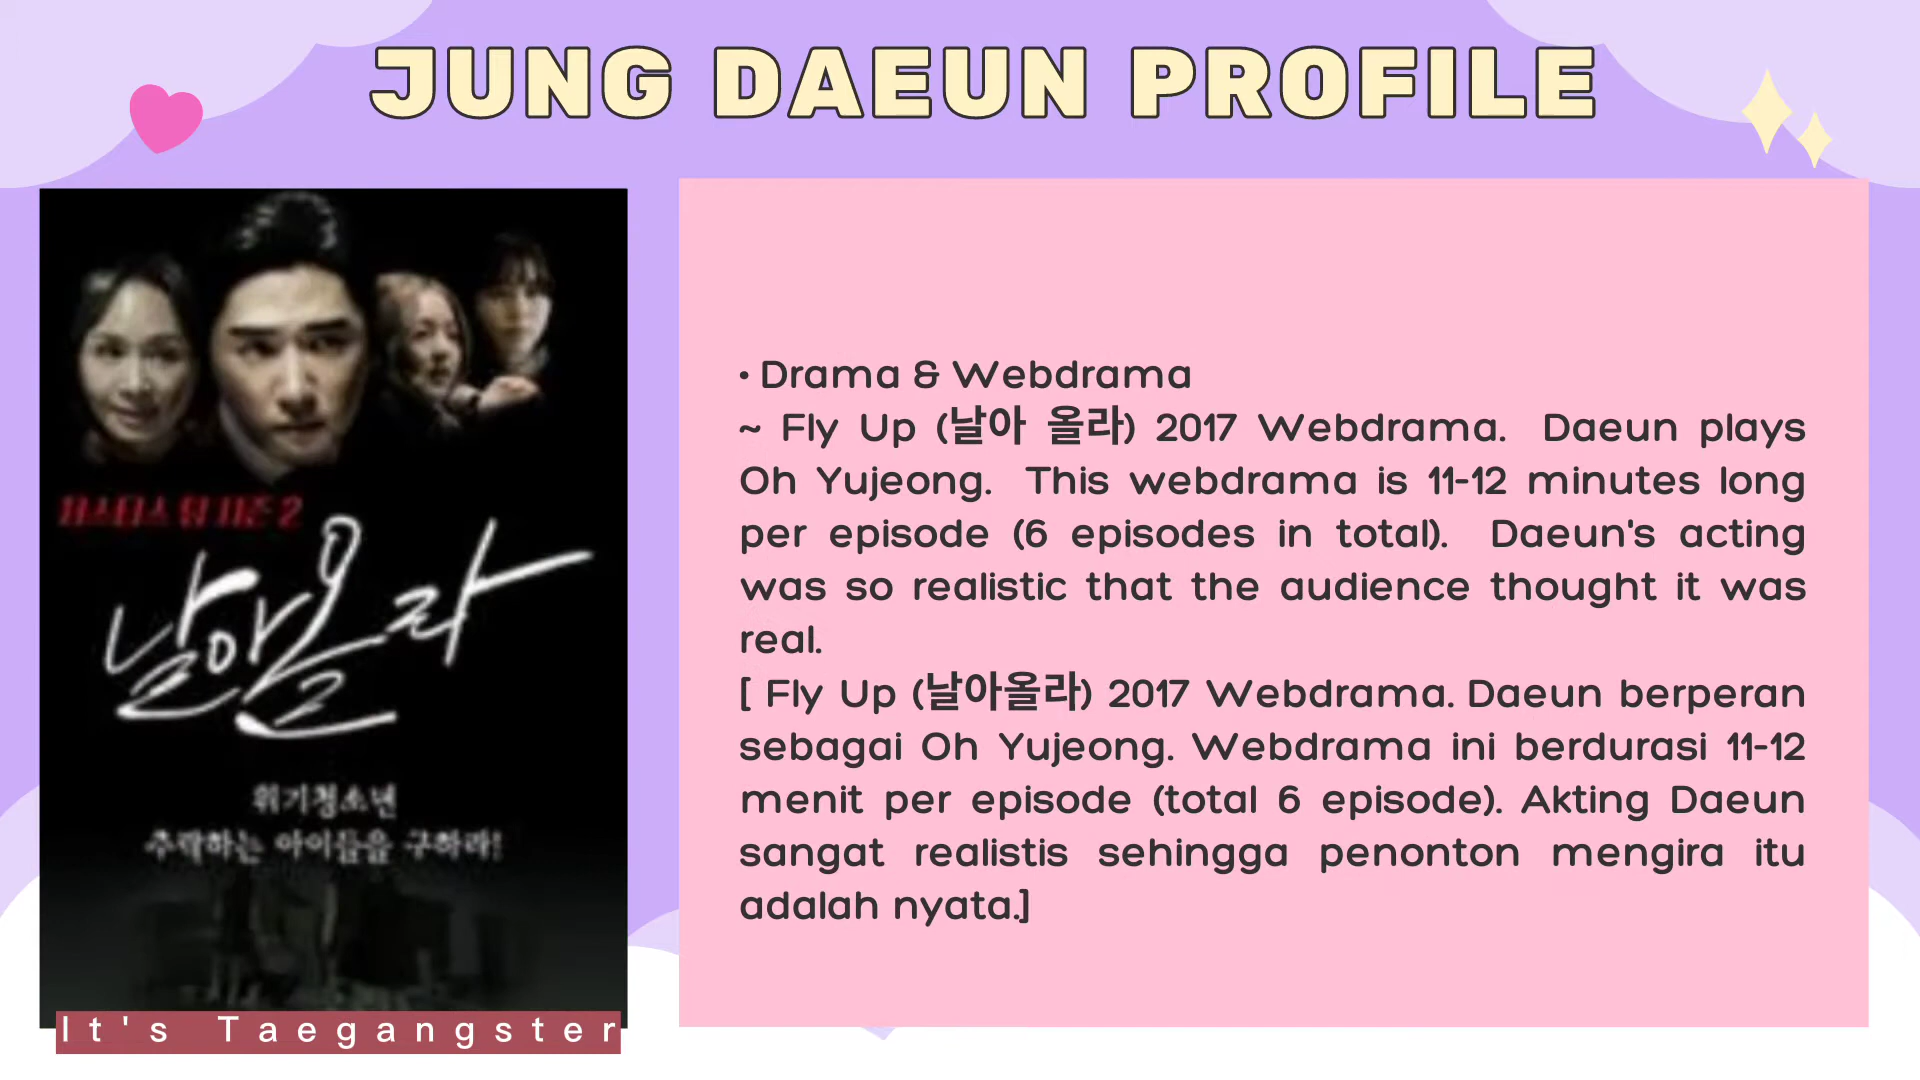 JUNG DAEUN PROFILE
날아올라
위기청소년
추락하는 아이들을 구하라!
It's Taegangster
• Drama & Webdrama
~ Fly Up (날아 올라) 2017 Webdrama. Daeun plays
Oh Yujeong. This webdrama is 11-12 minutes long
per episode (6 episodes in total). Daeun's acting
was so realistic that the audience thought it was
real.
[ Fly Up (날아올라) 2017 Webdrama. Daeun berperan
sebagai Oh Yujeong. Webdrama ini berdurasi 11-12
menit per episode (total 6 episode). Akting Daeun
sangat realistis sehingga penonton mengira itu
adalah nyata.]